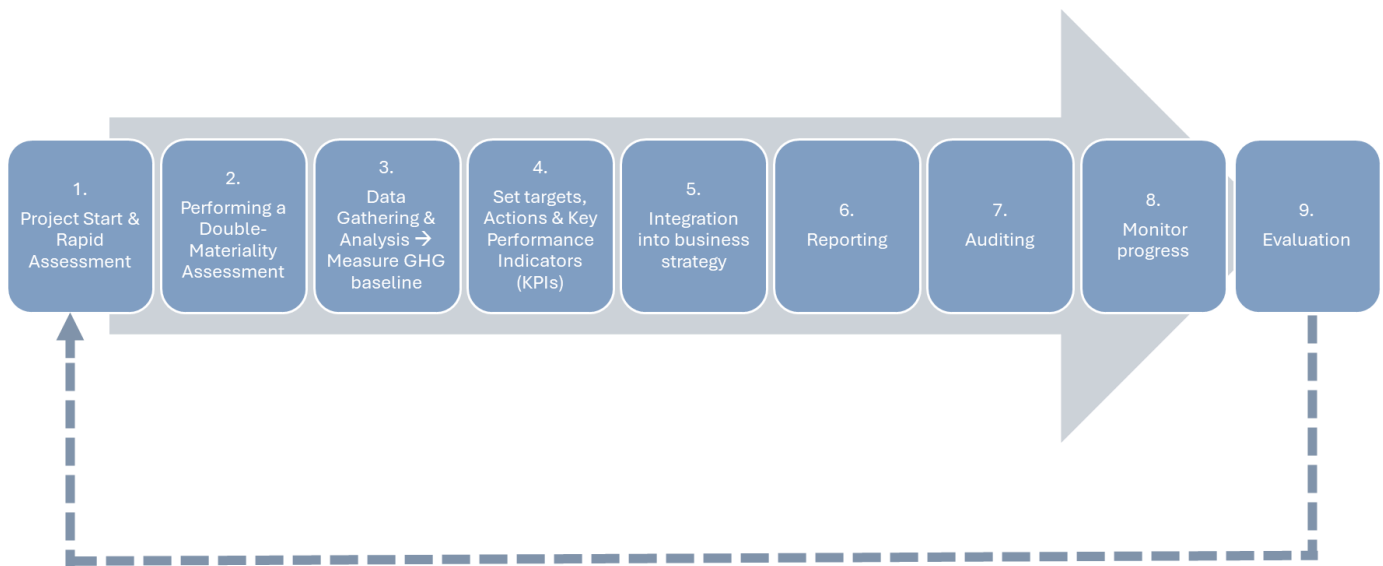 1.
Project Start &
Rapid
Assessment
2.
Performing a
Double-
Materiality
Assessment
3.
Data
Gathering &
Analysis →
Measure GHG
baseline
4.
Set targets,
Actions & Key
Performance
Indicators
(KPIs)
5.
Integration
into business
strategy
6.
Reporting
7.
Auditing
8.
Monitor
progress
9.
Evaluation